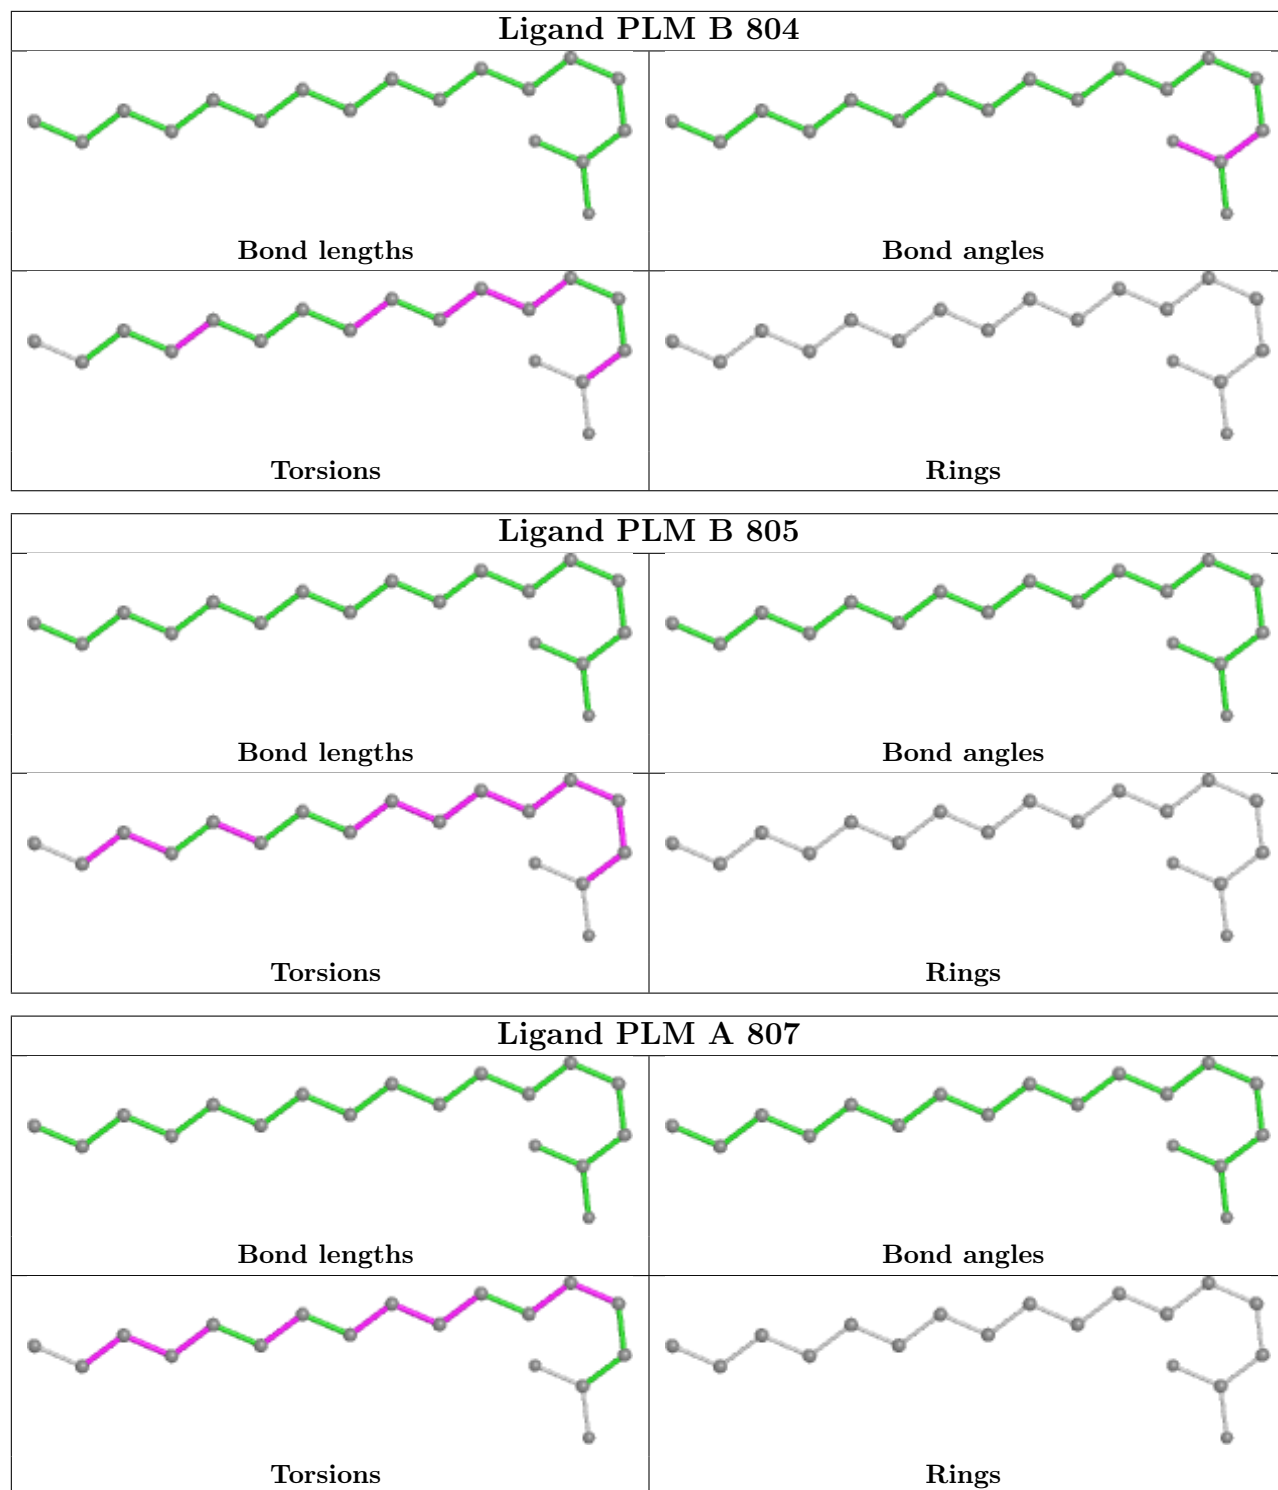 Ligand PLM B 804
Bond lengths
Bond angles
Torsions
Rings
Ligand PLM B 805
Bond lengths
Bond angles
Torsions
Rings
Ligand PLM A 807
Bond lengths
Bond angles
Torsions
Rings